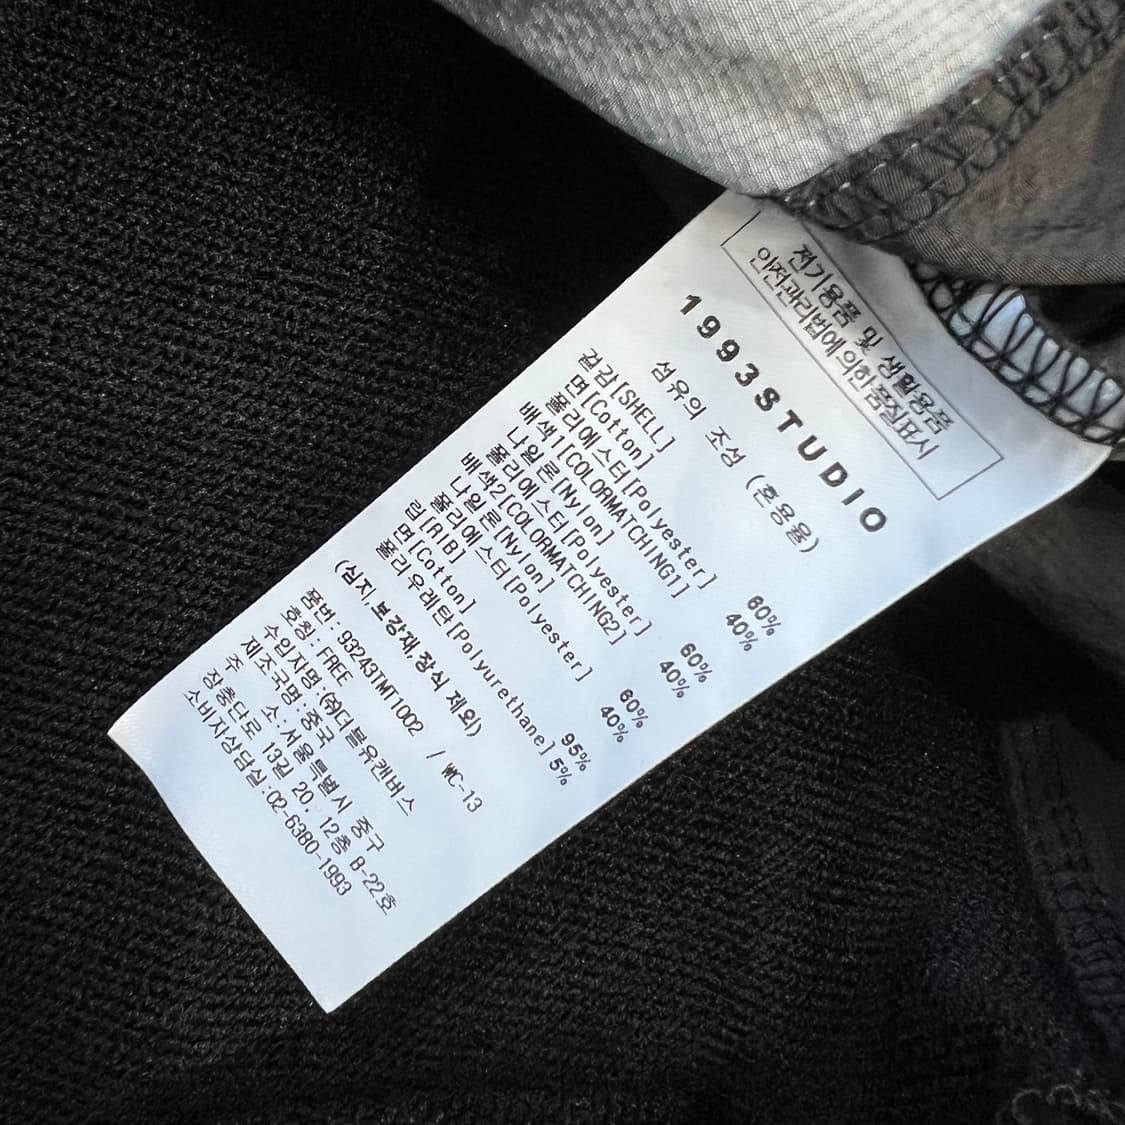 전기용품 및 생활용품
안전관리법에 의한 품질표시
1993STUDIO
섬유의 조성 (혼용율)
겉감[SHELL]
면[Cotton] 60%
폴리에스터[Polyester] 40%
배색1[COLORMATCHING1]
나일론[Nylon] 60%
폴리에스터[Polyester] 40%
배색2[COLORMATCHING2]
나일론[Nylon] 60%
폴리에스터[Polyester] 40%
립[RIB]
면[Cotton] 95%
폴리우레탄[Polyurethane] 5%
(심지,보강재 장식 제외)
품번: 93243TMT1002 / WC-13
호칭: FREE
수입자명:(주)더블유캔버스
제조국명:중국
주 소:서울특별시 중구
장충단로 13길 20, 12층 B-22호
소비자상담실:02-6380-1993